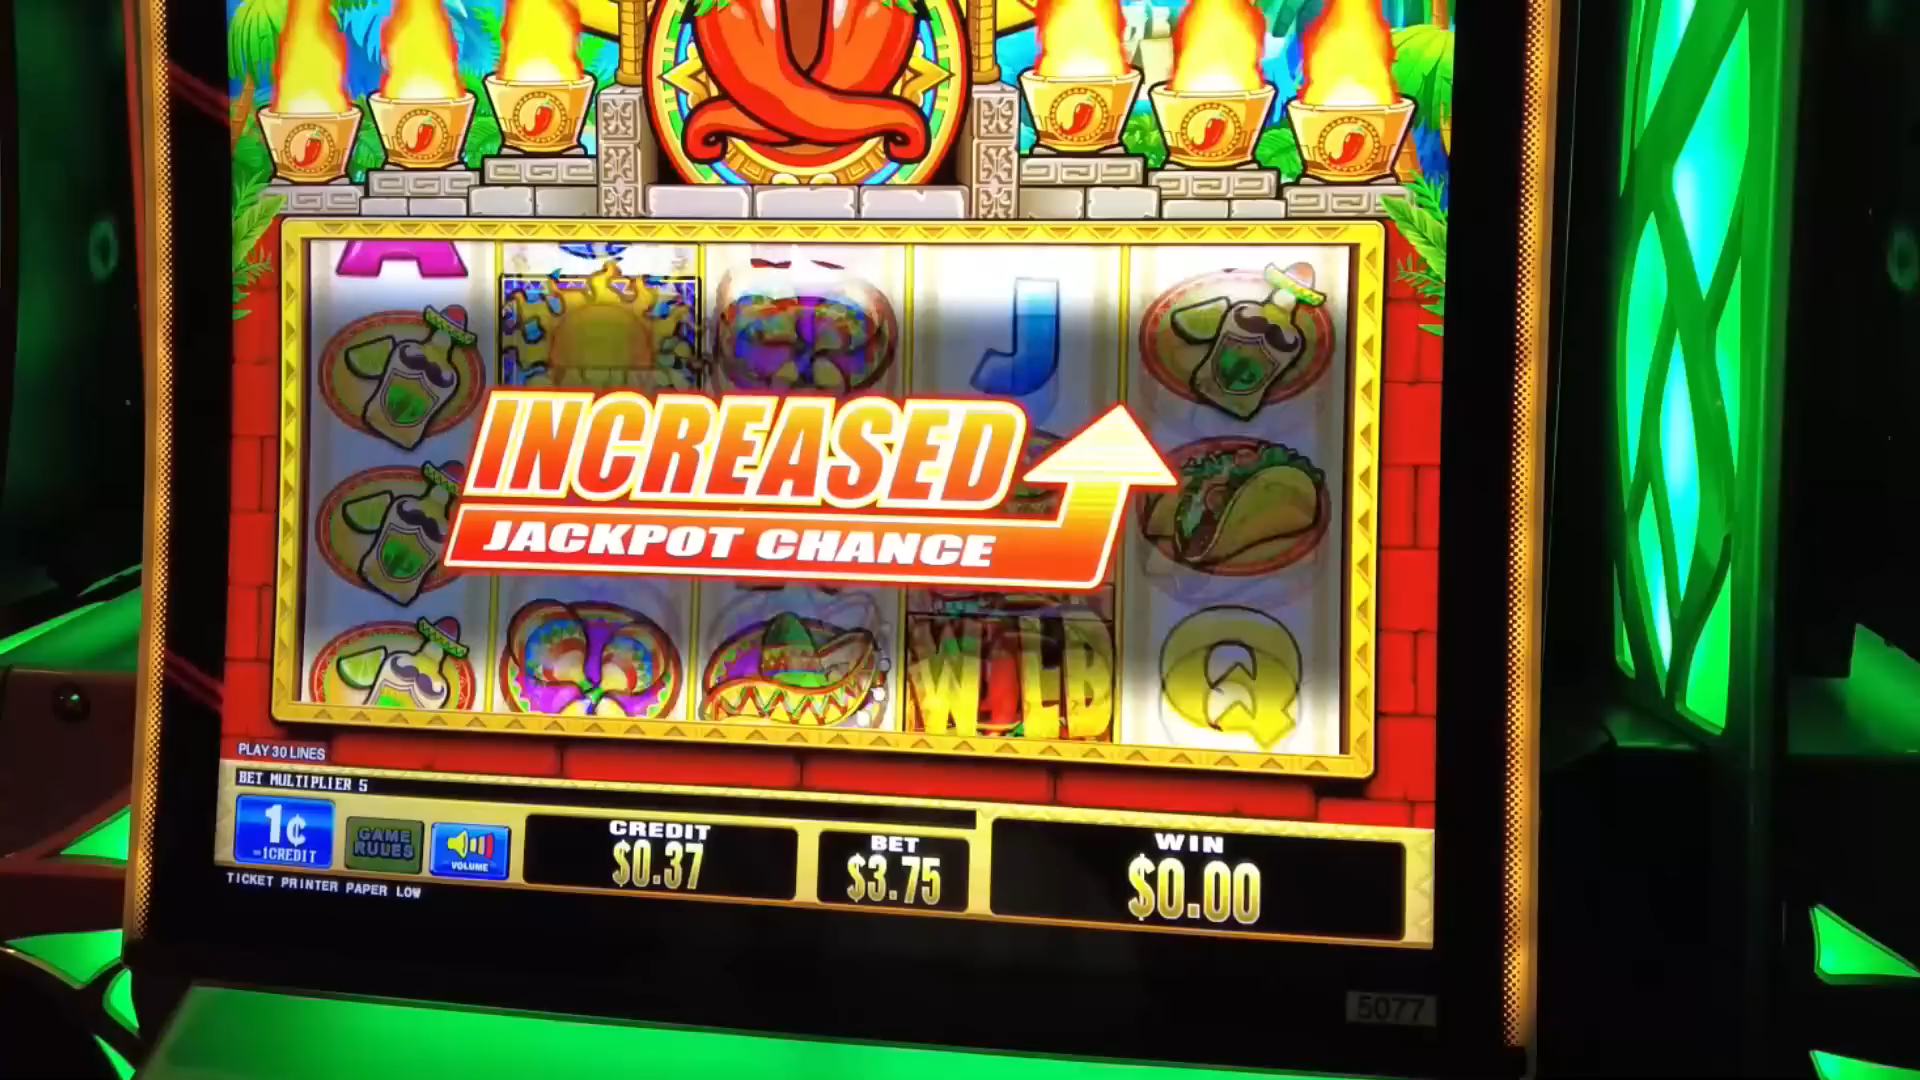 A
J
INCREASED
JACKPOT CHANCE
WILD
Q
PLAY 30 LINES
BET MULTIPLIER 5
1¢
=1CREDIT
GAME
RULES
VOLUME
CREDIT
$0.37
BET
$3.75
WIN
$0.00
TICKET PRINTER PAPER LOW
5077